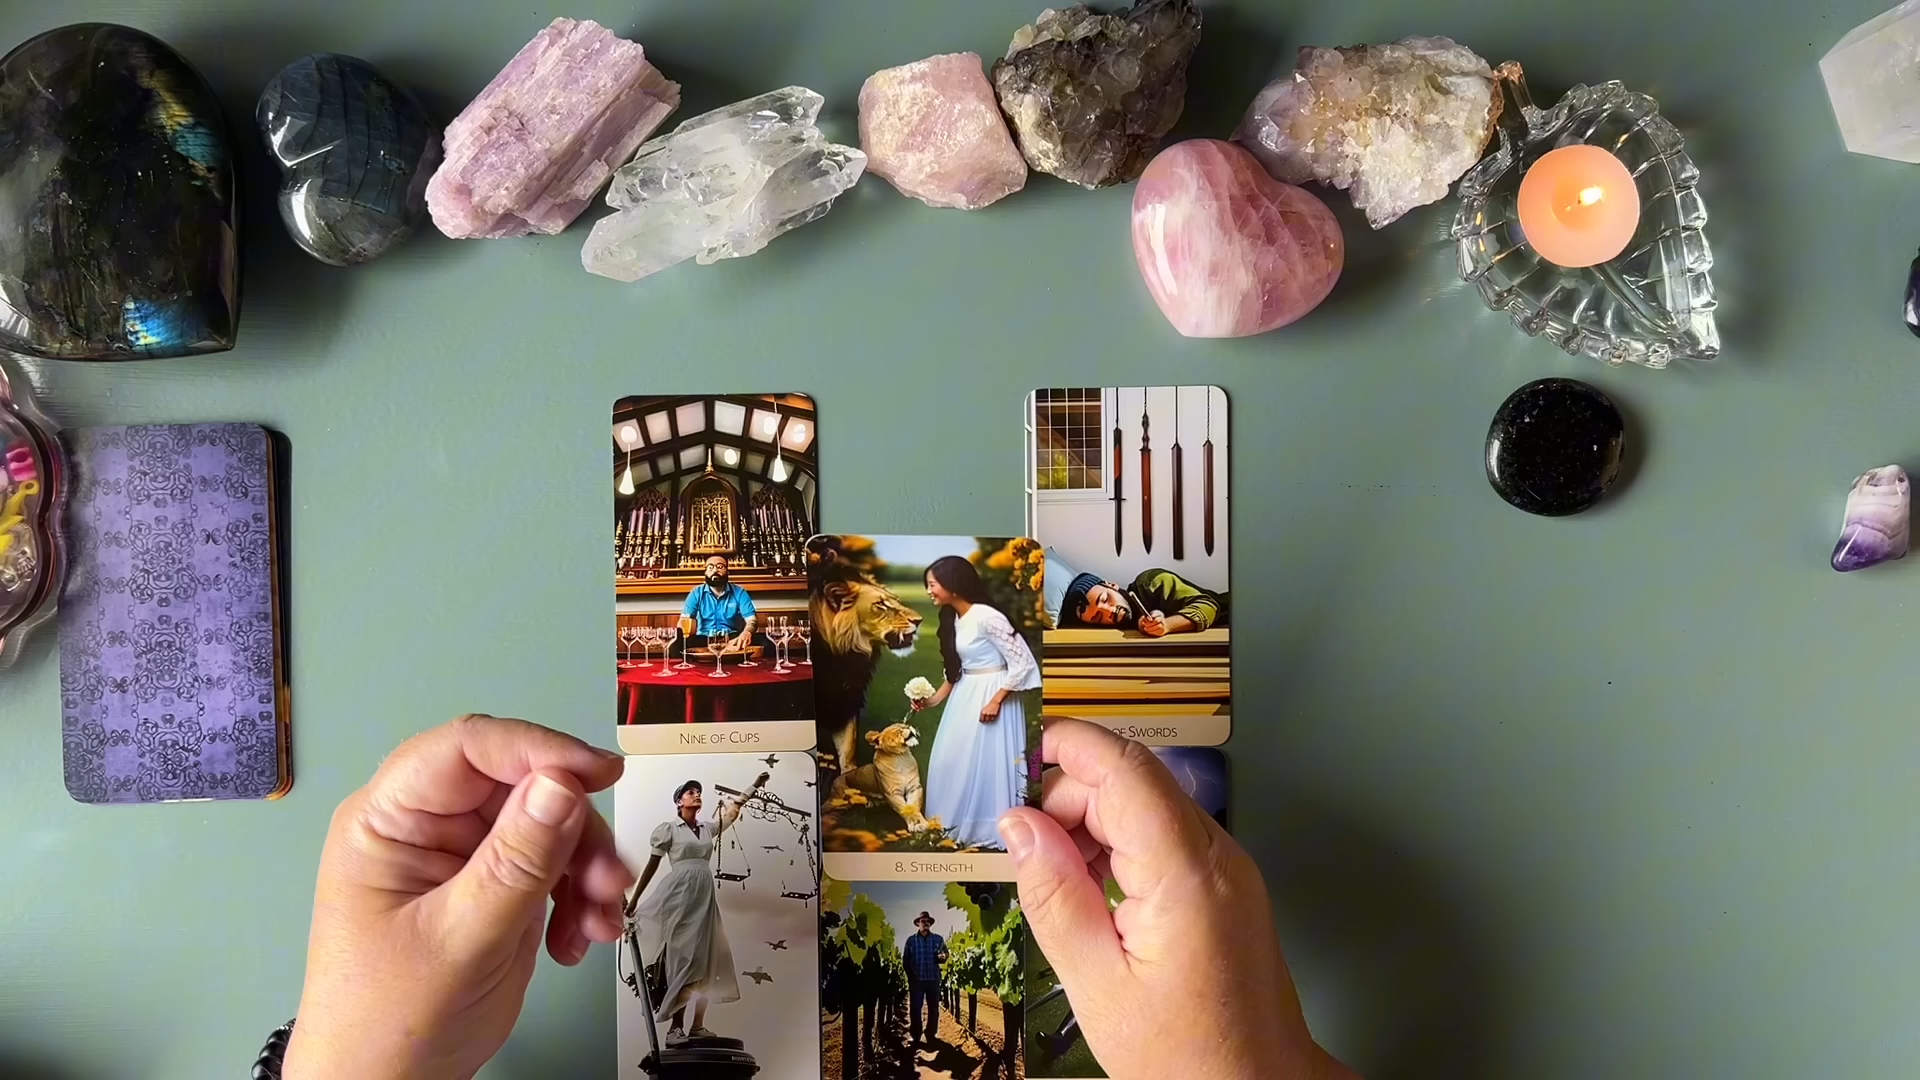 NINE OF CUPS
OF SWORDS
8. STRENGTH